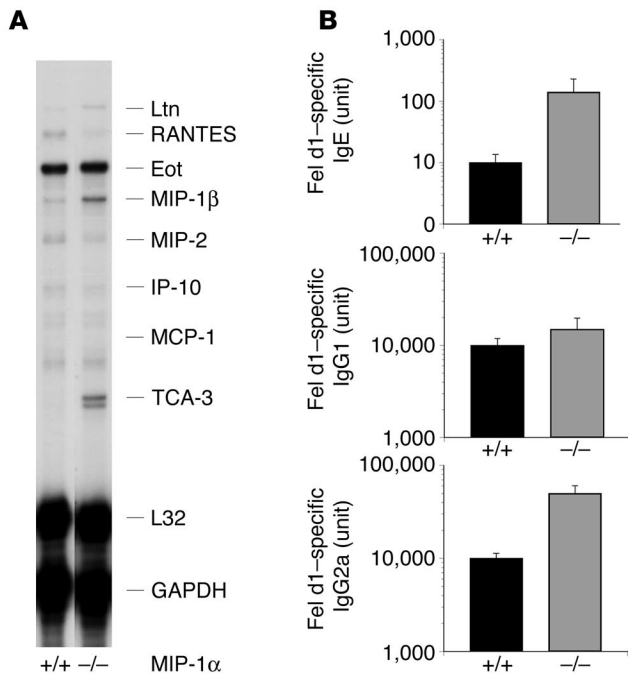 A
Ltn
RANTES
Eot
MIP-1β
MIP-2
IP-10
MCP-1
TCA-3
L32
GAPDH
+/+ –/– MIP-1α
B
Fel d1–specific
IgE (unit)
1,000
100
10
0
+/+ –/–
Fel d1–specific
IgG1 (unit)
100,000
10,000
1,000
+/+ –/–
Fel d1–specific
IgG2a (unit)
100,000
10,000
1,000
+/+ –/–